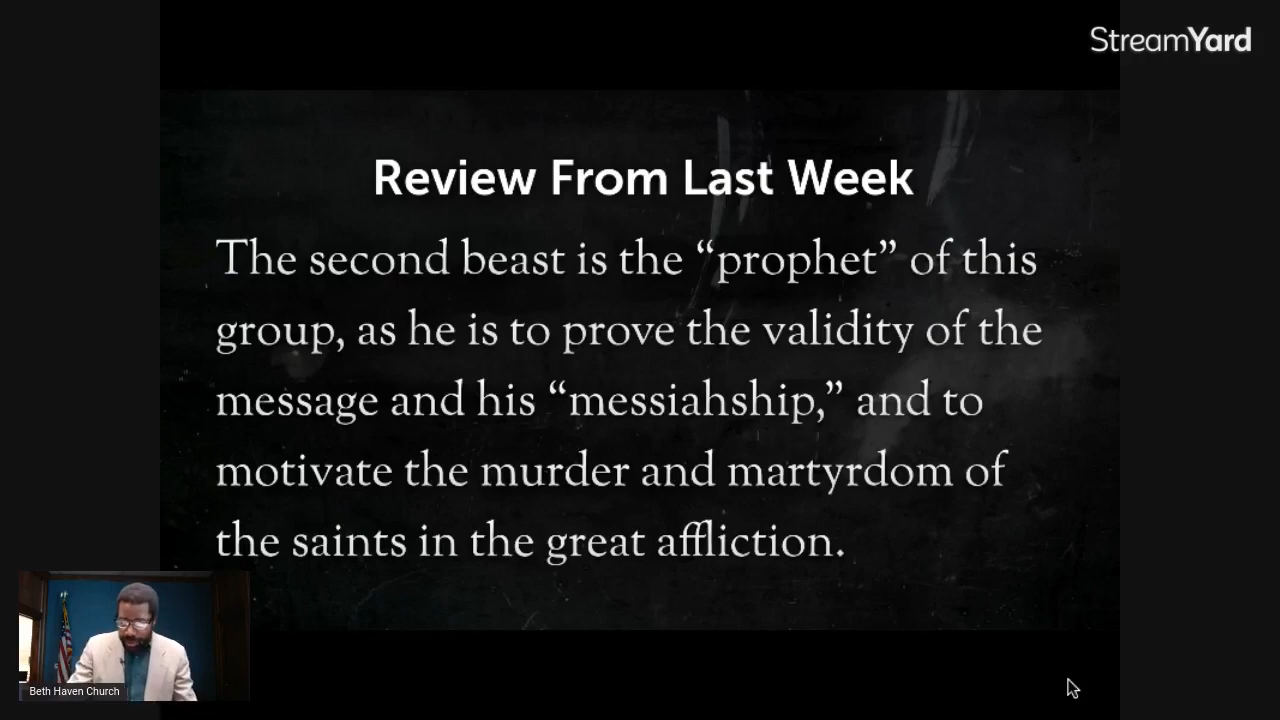 StreamYard
Review From Last Week
The second beast is the “prophet” of this
group, as he is to prove the validity of the
message and his “messiahship,” and to
motivate the murder and martyrdom of
the saints in the great affliction.
Beth Haven Church